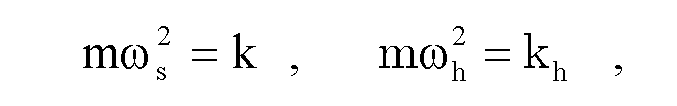 mω_s^2 = k , mω_h^2 = k_h ,